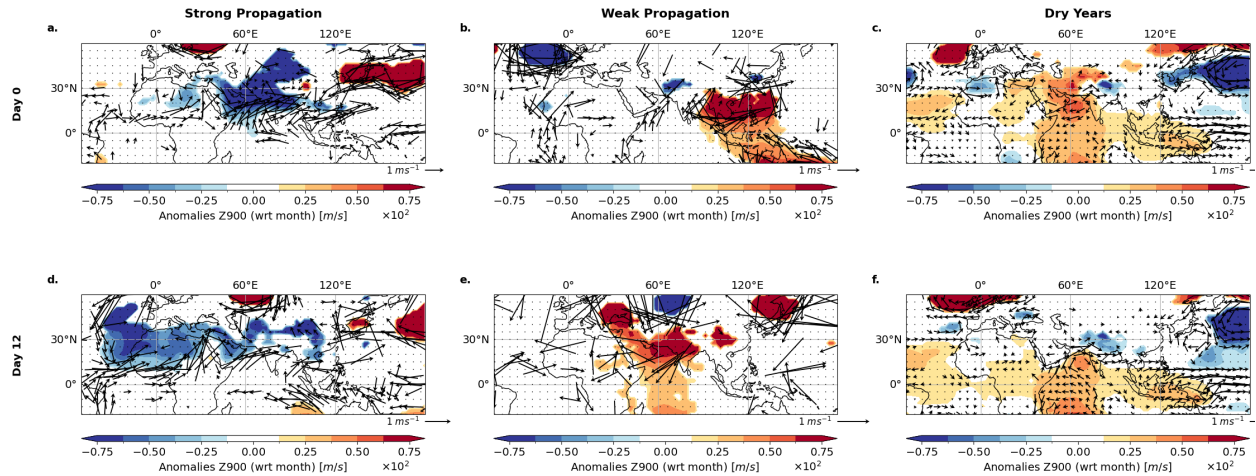 Strong Propagation
Weak Propagation
Dry Years
a.
0° 60°E 120°E
b.
0° 60°E 120°E
c.
0° 60°E 120°E
Day 0
30°N
0°
30°N
0°
30°N
0°
1 ms⁻¹
1 ms⁻¹
1 ms⁻¹
−0.75 −0.50 −0.25 0.00 0.25 0.50 0.75
Anomalies Z900 (wrt month) [m/s] ×10²
−0.75 −0.50 −0.25 0.00 0.25 0.50 0.75
Anomalies Z900 (wrt month) [m/s] ×10²
−0.75 −0.50 −0.25 0.00 0.25 0.50 0.75
Anomalies Z900 (wrt month) [m/s] ×10²
d.
0° 60°E 120°E
e.
0° 60°E 120°E
f.
0° 60°E 120°E
Day 12
30°N
0°
30°N
0°
30°N
0°
1 ms⁻¹
1 ms⁻¹
1 ms⁻¹
−0.75 −0.50 −0.25 0.00 0.25 0.50 0.75
Anomalies Z900 (wrt month) [m/s] ×10²
−0.75 −0.50 −0.25 0.00 0.25 0.50 0.75
Anomalies Z900 (wrt month) [m/s] ×10²
−0.75 −0.50 −0.25 0.00 0.25 0.50 0.75
Anomalies Z900 (wrt month) [m/s] ×10²